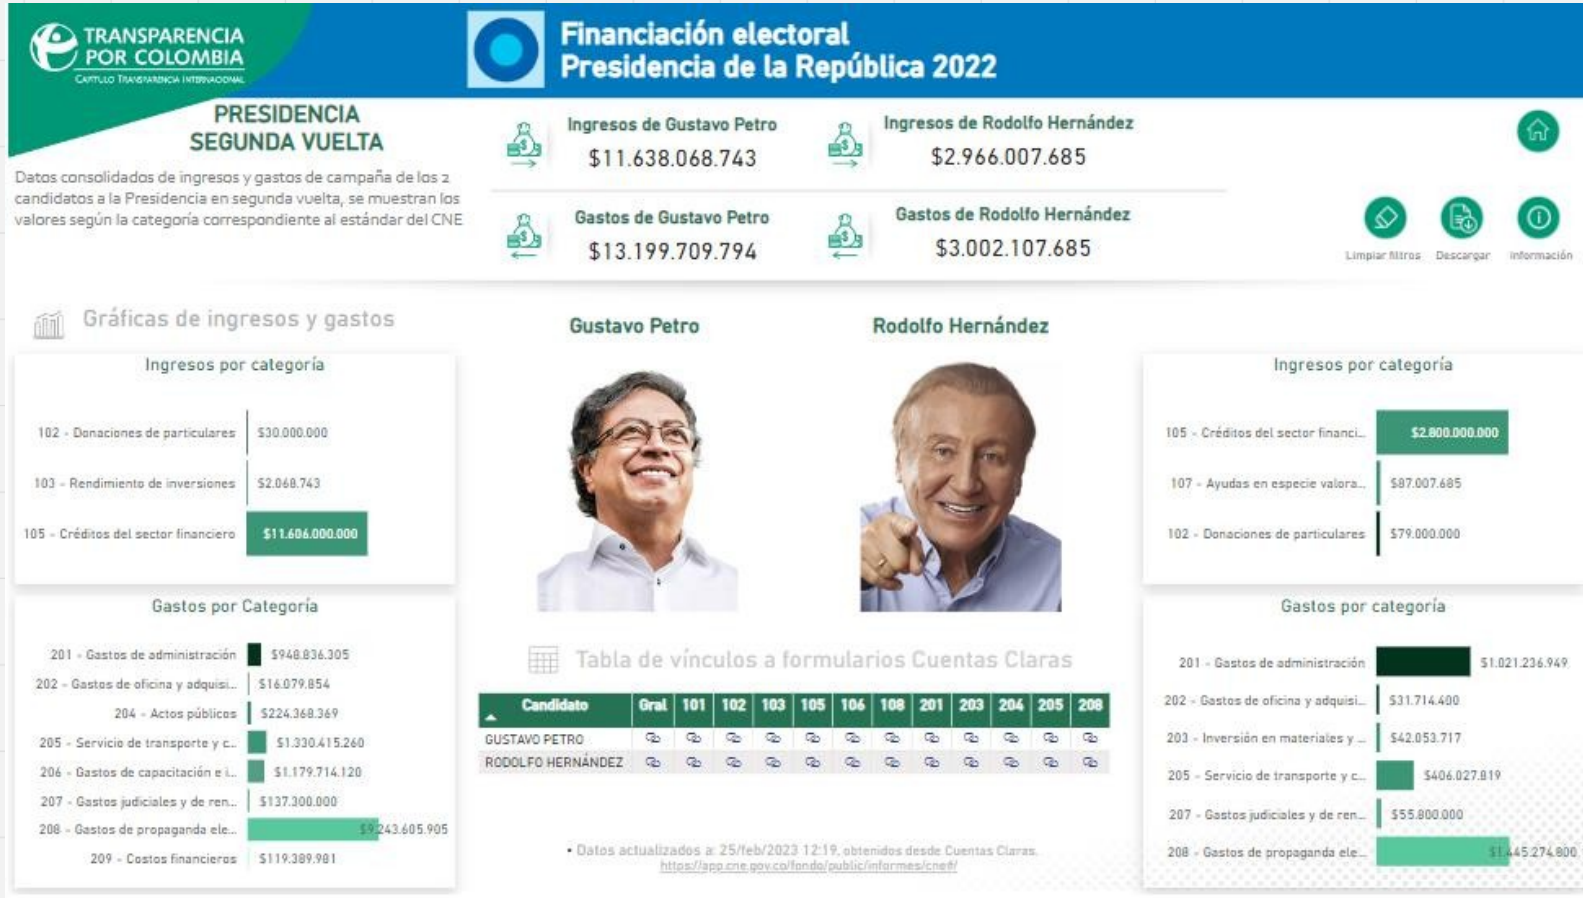 TRANSPARENCIA
POR COLOMBIA
CAPÍTULO TRANSPARENCIA INTERNACIONAL
Financiación electoral
Presidencia de la República 2022
PRESIDENCIA
SEGUNDA VUELTA
Datos consolidados de ingresos y gastos de campaña de los 2
candidatos a la Presidencia en segunda vuelta, se muestran los
valores según la categoría correspondiente al estándar del CNE
Ingresos de Gustavo Petro
$11.638.068.743
Ingresos de Rodolfo Hernández
$2.966.007.685
Gastos de Gustavo Petro
$13.199.709.794
Gastos de Rodolfo Hernández
$3.002.107.685
Limpiar filtros
Descargar
Información
Gráficas de ingresos y gastos
Ingresos por categoría
102 - Donaciones de particulares $30.000.000
103 - Rendimiento de inversiones $2.068.743
105 - Créditos del sector financiero $11.606.000.000
Gastos por Categoría
201 - Gastos de administración $948.836.305
202 - Gastos de oficina y adquisi... $16.079.854
204 - Actos públicos $224.368.369
205 - Servicio de transporte y c... $1.330.415.260
206 - Gastos de capacitación e i... $1.179.714.120
207 - Gastos judiciales y de ren... $137.300.000
208 - Gastos de propaganda ele... $9.243.605.905
209 - Costos financieros $119.389.981
Gustavo Petro
Rodolfo Hernández
Tabla de vínculos a formularios Cuentas Claras
Candidato Gral 101 102 103 105 106 108 201 203 204 205 208
GUSTAVO PETRO
RODOLFO HERNÁNDEZ
• Datos actualizados a: 25/feb/2023 12:19, obtenidos desde Cuentas Claras.
https://app.cne.gov.co/fondo/public/informes/cne#/
Ingresos por categoría
105 - Créditos del sector financi... $2.800.000.000
107 - Ayudas en especie valora... $87.007.685
102 - Donaciones de particulares $79.000.000
Gastos por categoría
201 - Gastos de administración $1.021.236.949
202 - Gastos de oficina y adquisi... $31.714.400
203 - Inversión en materiales y ... $42.053.717
205 - Servicio de transporte y c... $406.027.819
207 - Gastos judiciales y de ren... $55.800.000
208 - Gastos de propaganda ele... $1.445.274.800